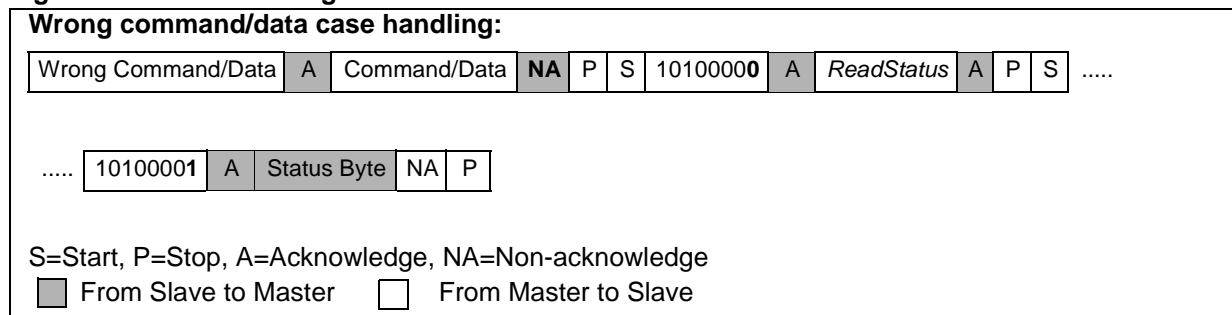 Wrong command/data case handling:
Wrong Command/Data A Command/Data NA P S 10100000 A ReadStatus A P S .....
..... 10100001 A Status Byte NA P
S=Start, P=Stop, A=Acknowledge, NA=Non-acknowledge
From Slave to Master From Master to Slave